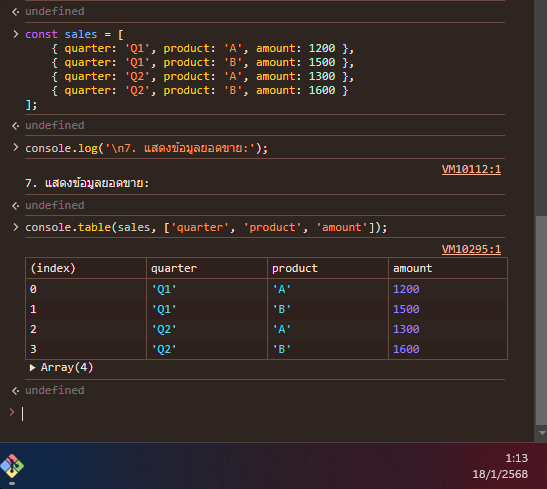 undefined
const sales = [
    { quarter: 'Q1', product: 'A', amount: 1200 },
    { quarter: 'Q1', product: 'B', amount: 1500 },
    { quarter: 'Q2', product: 'A', amount: 1300 },
    { quarter: 'Q2', product: 'B', amount: 1600 }
];
undefined
console.log('\n7. แสดงข้อมูลยอดขาย:');
VM10112:1
7. แสดงข้อมูลยอดขาย:
undefined
console.table(sales, ['quarter', 'product', 'amount']);
VM10295:1
(index) quarter product amount
0 'Q1' 'A' 1200
1 'Q1' 'B' 1500
2 'Q2' 'A' 1300
3 'Q2' 'B' 1600
Array(4)
undefined
1:13
18/1/2568